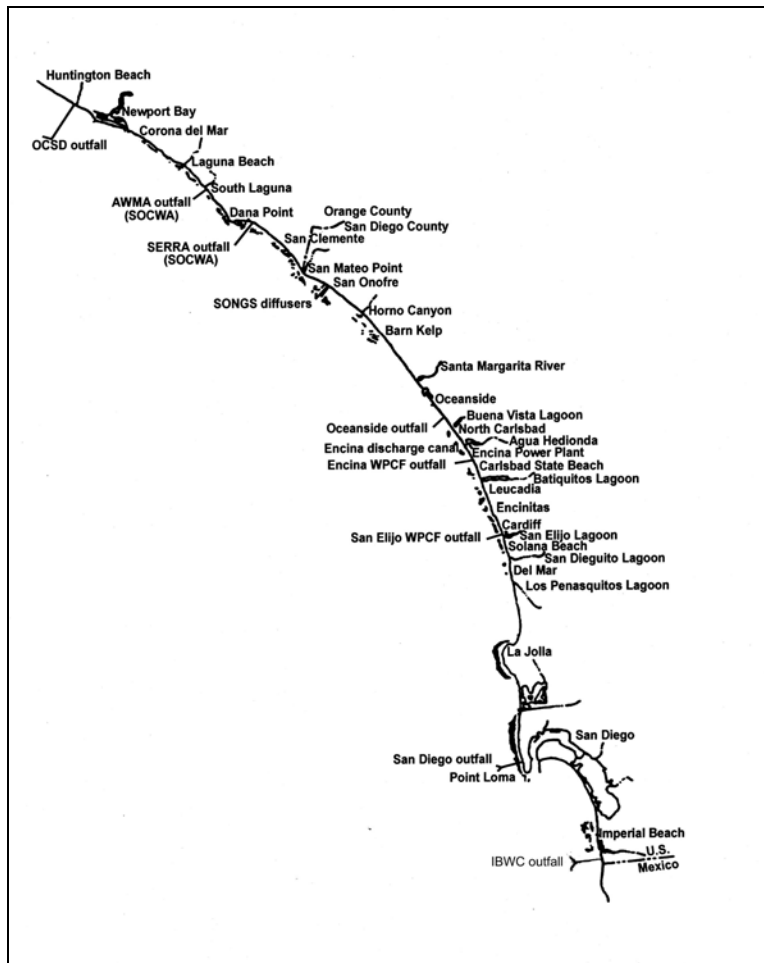 Huntington Beach
Newport Bay
Corona del Mar
OCSD outfall
Laguna Beach
South Laguna
AWMA outfall
(SOCWA)
Orange County
Dana Point
San Diego County
San Clemente
SERRA outfall
(SOCWA)
San Mateo Point
San Onofre
SONGS diffusers
Horno Canyon
Barn Kelp
Santa Margarita River
Oceanside
Buena Vista Lagoon
Oceanside outfall
North Carlsbad
Agua Hedionda
Encina discharge canal
Encina Power Plant
Encina WPCF outfall
Carlsbad State Beach
Batiquitos Lagoon
Leucadia
Encinitas
Cardiff
San Elijo WPCF outfall
San Elijo Lagoon
Solana Beach
San Dieguito Lagoon
Del Mar
Los Penasquitos Lagoon
La Jolla
San Diego
San Diego outfall
Point Loma
Imperial Beach
U.S.
Mexico
IBWC outfall